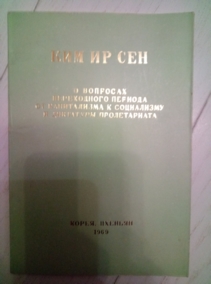 КИМ ИР СЕН
О ВОПРОСАХ
ПЕРЕХОДНОГО ПЕРИОДА
ОТ КАПИТАЛИЗМА К СОЦИАЛИЗМУ
И ДИКТАТУРЫ ПРОЛЕТАРИАТА
КОРЕЯ. ПХЕНЬЯН
1969